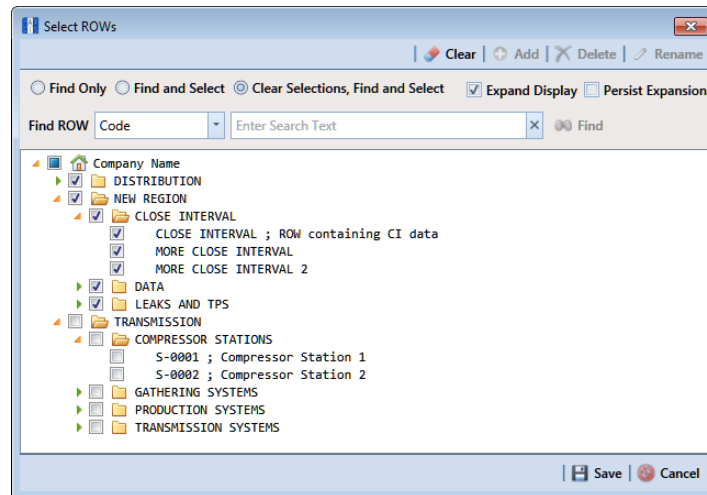 Select ROWs
Clear Add Delete Rename
Find Only Find and Select Clear Selections, Find and Select Expand Display Persist Expansion
Find ROW Code Enter Search Text Find
Company Name
DISTRIBUTION
NEW REGION
CLOSE INTERVAL
CLOSE INTERVAL ; ROW containing CI data
MORE CLOSE INTERVAL
MORE CLOSE INTERVAL 2
DATA
LEAKS AND TPS
TRANSMISSION
COMPRESSOR STATIONS
S-0001 ; Compressor Station 1
S-0002 ; Compressor Station 2
GATHERING SYSTEMS
PRODUCTION SYSTEMS
TRANSMISSION SYSTEMS
Save Cancel